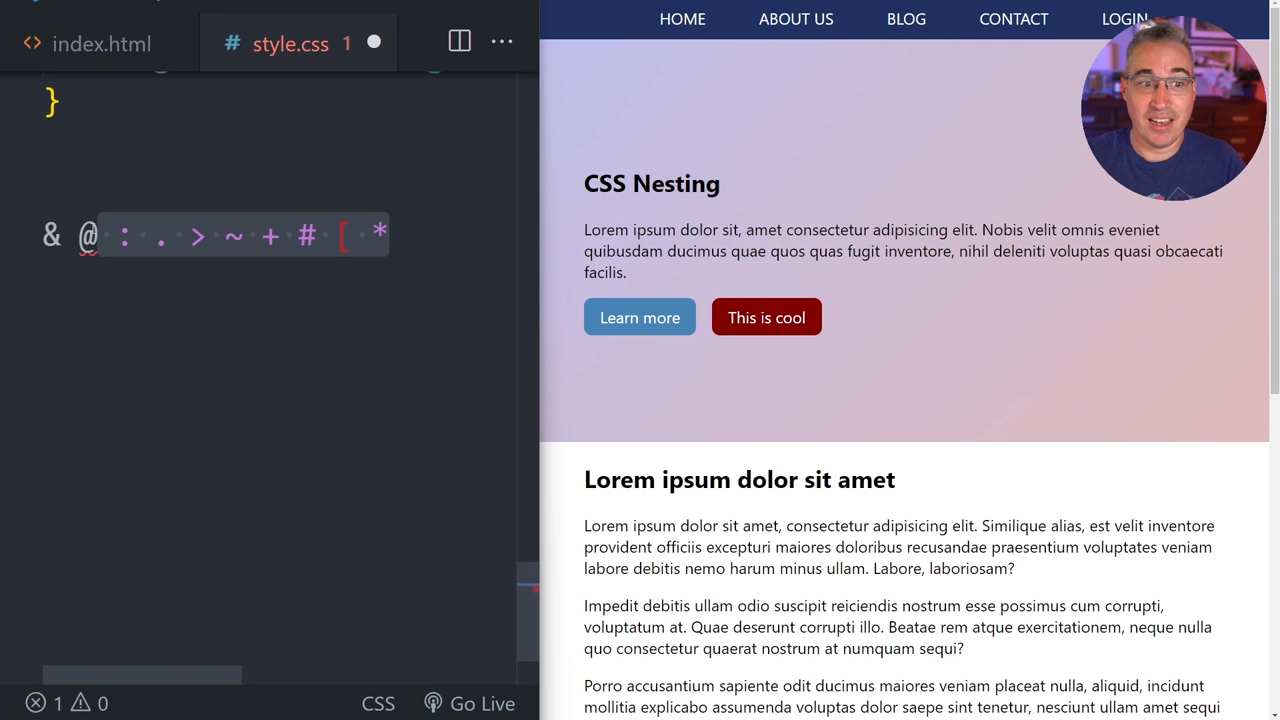 index.html
# style.css 1
}
& @ : . > ~ + # [ *
1 0
CSS
Go Live
HOME ABOUT US BLOG CONTACT LOGIN
CSS Nesting
Lorem ipsum dolor sit, amet consectetur adipisicing elit. Nobis velit omnis eveniet
quibusdam ducimus quae quos quas fugit inventore, nihil deleniti voluptas quasi obcaecati
facilis.
Learn more
This is cool
Lorem ipsum dolor sit amet
Lorem ipsum dolor sit amet, consectetur adipisicing elit. Similique alias, est velit inventore
provident officiis excepturi maiores doloribus recusandae praesentium voluptates veniam
labore debitis nemo harum minus ullam. Labore, laboriosam?
Impedit debitis ullam odio suscipit reiciendis nostrum esse possimus cum corrupti,
voluptatum at. Quae deserunt corrupti illo. Beatae rem atque exercitationem, neque nulla
quo consectetur quaerat nostrum at numquam sequi?
Porro accusantium sapiente odit ducimus maiores veniam placeat nulla, aliquid, incidunt
mollitia explicabo assumenda voluptas dolor saepe sint tenetur, nesciunt ullam amet sequi